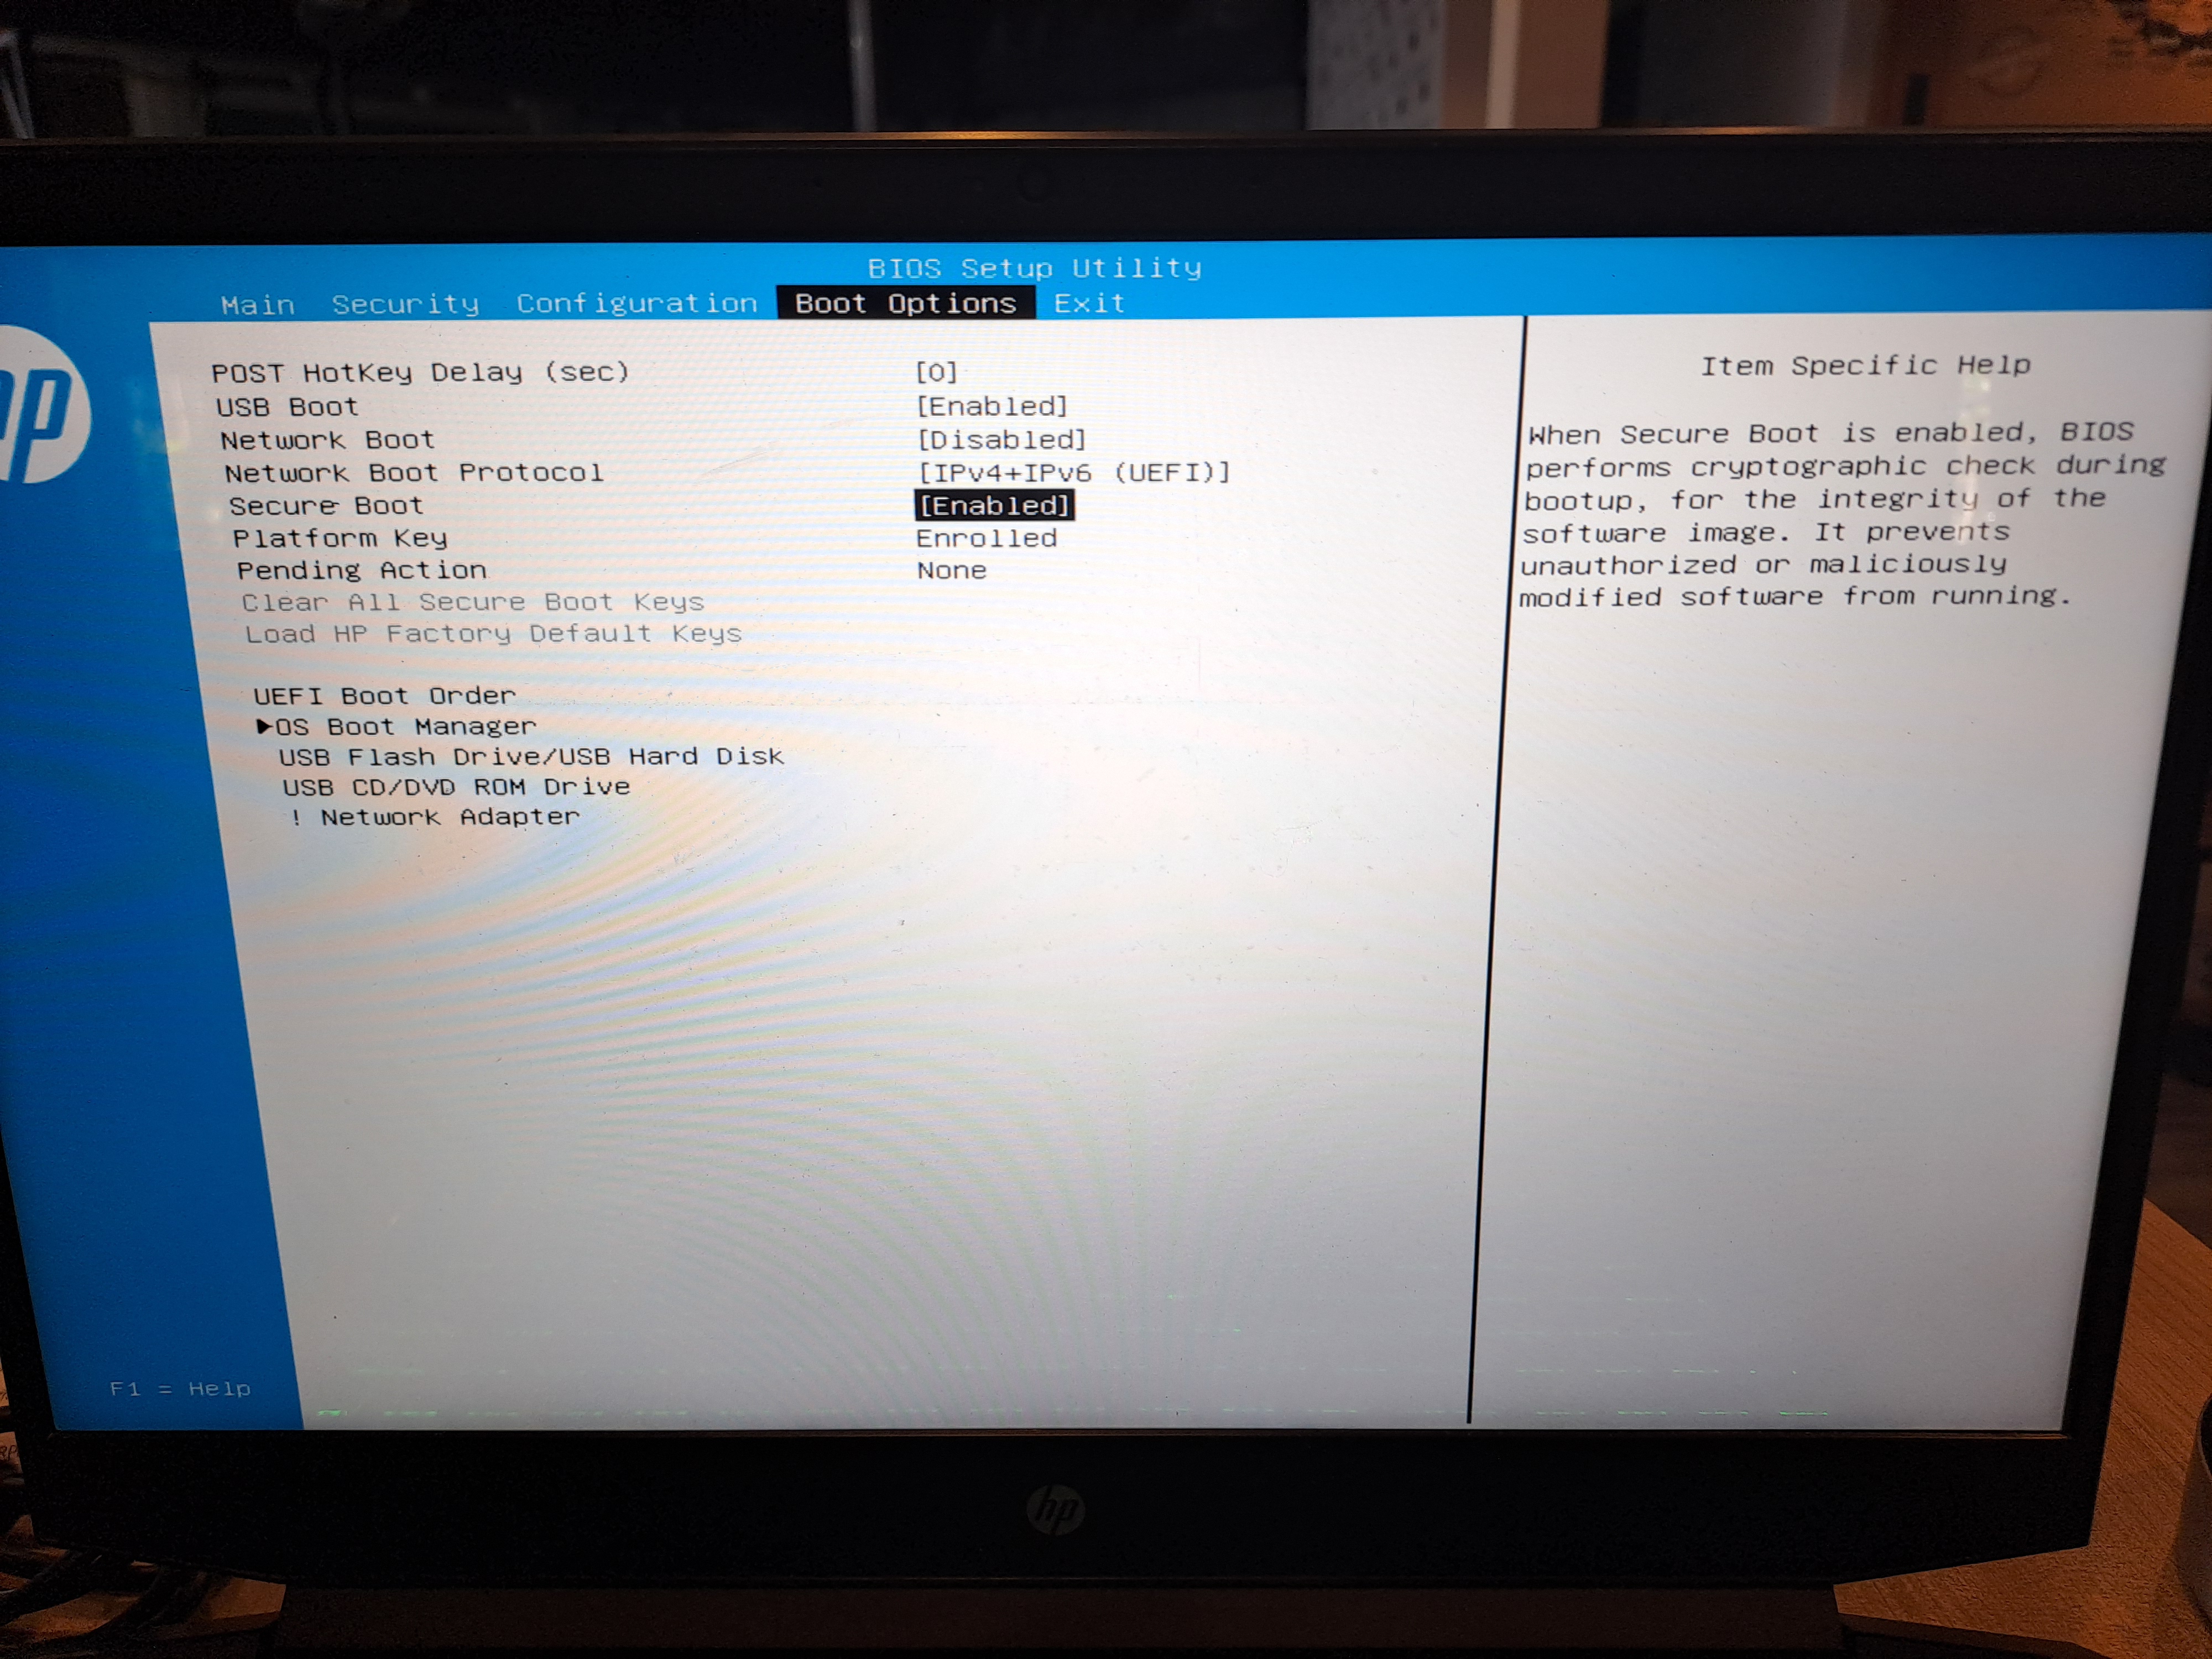 BIOS Setup Utility
Main Security Configuration Boot Options Exit
hp
POST HotKey Delay (sec) [0]
USB Boot [Enabled]
Network Boot [Disabled]
Network Boot Protocol [IPv4+IPv6 (UEFI)]
Secure Boot [Enabled]
Platform Key Enrolled
Pending Action None
Clear All Secure Boot Keys
Load HP Factory Default Keys
UEFI Boot Order
▶OS Boot Manager
USB Flash Drive/USB Hard Disk
USB CD/DVD ROM Drive
! Network Adapter
Item Specific Help
When Secure Boot is enabled, BIOS
performs cryptographic check during
bootup, for the integrity of the
software image. It prevents
unauthorized or maliciously
modified software from running.
F1 = Help
hp